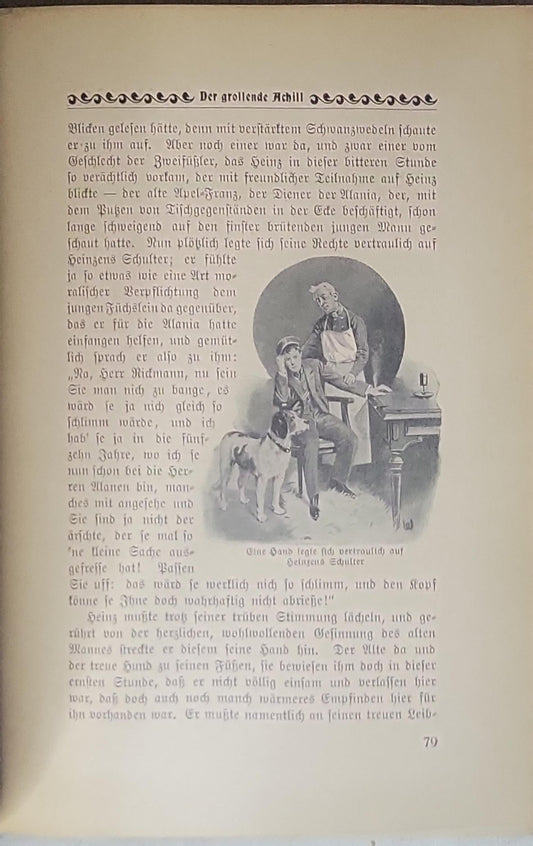 Der grollende Achill
Blicken gelesen hätte, denn mit verstärktem Schwanzwedeln schaute
er zu ihm auf. Aber noch einer war da, und zwar einer vom
Geschlecht der Zweifüßler, das Heinz in dieser bitteren Stunde
so verächtlich vorkam, der mit freundlicher Teilnahme auf Heinz
blickte — der alte Apel-Franz, der Diener der Alania, der, mit
dem Putzen von Tischgegenständen in der Ecke beschäftigt, schon
lange schweigend auf den finster brütenden jungen Mann ge-
schaut hatte. Nun plötzlich legte sich seine Rechte vertraulich auf
Heinzens Schulter; er fühlte
ja so etwas wie eine Art mo-
ralischer Verpflichtung dem
jungen Füchslein da gegenüber,
das er für die Alania hatte
einfangen helfen, und gemüt-
lich sprach er also zu ihm:
„Na, Herr Rickmann, nu sein
Sie man nich zu bange, es
wärd se ja nich gleich so
schlimm würde, und ich
hab' se ja in die fünf-
zehn Jahre, wo ich se
nun schon bei die Her-
ren Alanen bin, man-
ches mit angesehe und
Sie sind ja nicht der
ärschte, der se mal so
'ne kleine Sache aus-
gefresse hat! Passen
Sie uff: das wärd se werklich nich so schlimm, und den Kopf
könne se Ihne doch wahrhaftig nicht abrieße!"
Eine Hand legte sich vertraulich auf
Heinzens Schulter
Heinz mußte trotz seiner trüben Stimmung lächeln, und ge-
rührt von der herzlichen, wohlwollenden Gesinnung des alten
Mannes streckte er diesem seine Hand hin. Der Alte da und
der treue Hund zu seinen Füßen, sie bewiesen ihm doch in dieser
ernsten Stunde, daß er nicht völlig einsam und verlassen hier
war, daß doch auch noch manch wärmeres Empfinden hier für
ihn vorhanden war. Er mußte namentlich an seinen treuen Leib-
79